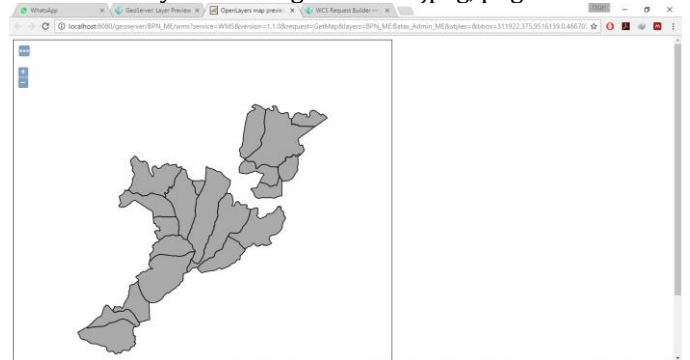 WhatsApp GeoServer: Layer Preview OpenLayers map preview WCS Request Builder —
localhost:8080/geoserver/BPN_ME/wms?service=WMS&version=1.1.0&request=GetMap&layers=BPN_ME:Batas_Admin_ME&styles=&bbox=311922.375,9516139.0,46670
+
−